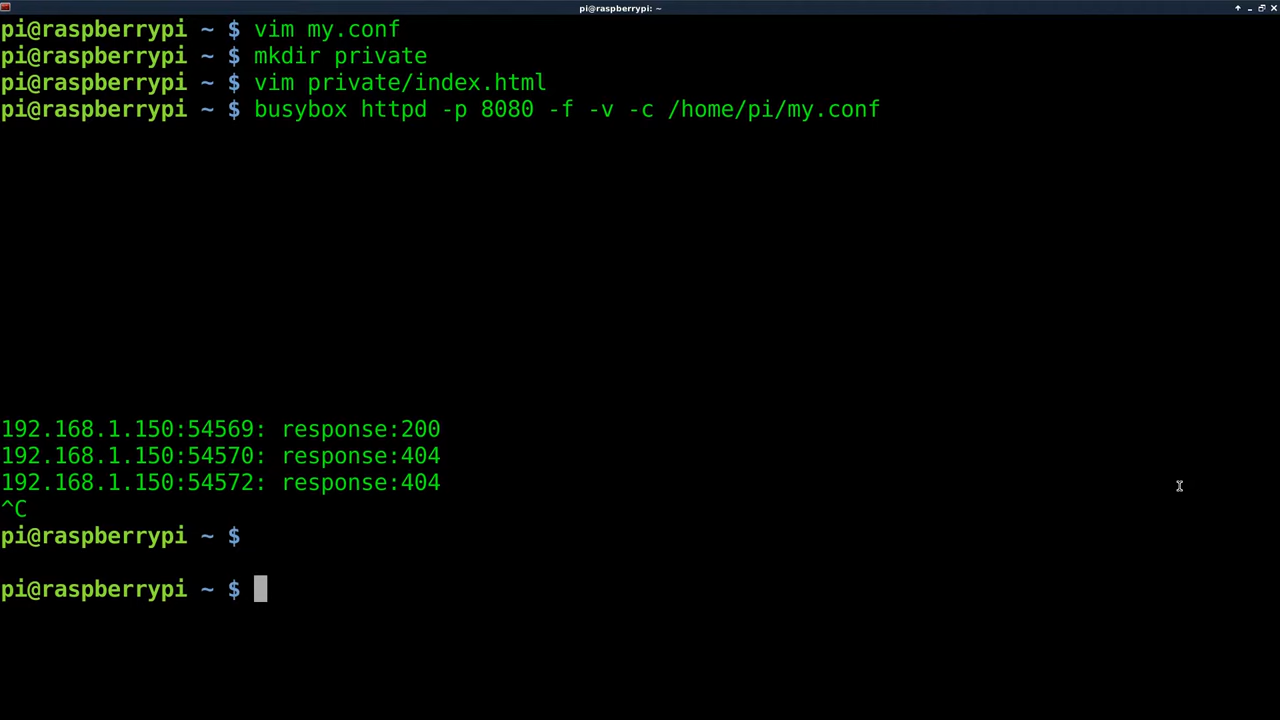 pi@raspberrypi: ~
pi@raspberrypi ~ $ vim my.conf
pi@raspberrypi ~ $ mkdir private
pi@raspberrypi ~ $ vim private/index.html
pi@raspberrypi ~ $ busybox httpd -p 8080 -f -v -c /home/pi/my.conf
192.168.1.150:54569: response:200
192.168.1.150:54570: response:404
192.168.1.150:54572: response:404
^C
pi@raspberrypi ~ $
pi@raspberrypi ~ $